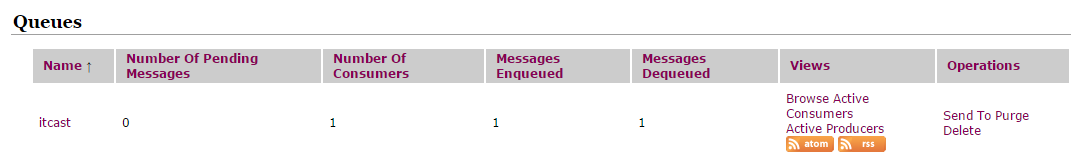 Queues
Name ↑ Number Of Pending Messages Number Of Consumers Messages Enqueued Messages Dequeued Views Operations
itcast 0 1 1 1 Browse Active Consumers
Active Producers
atom rss
Send To Purge
Delete